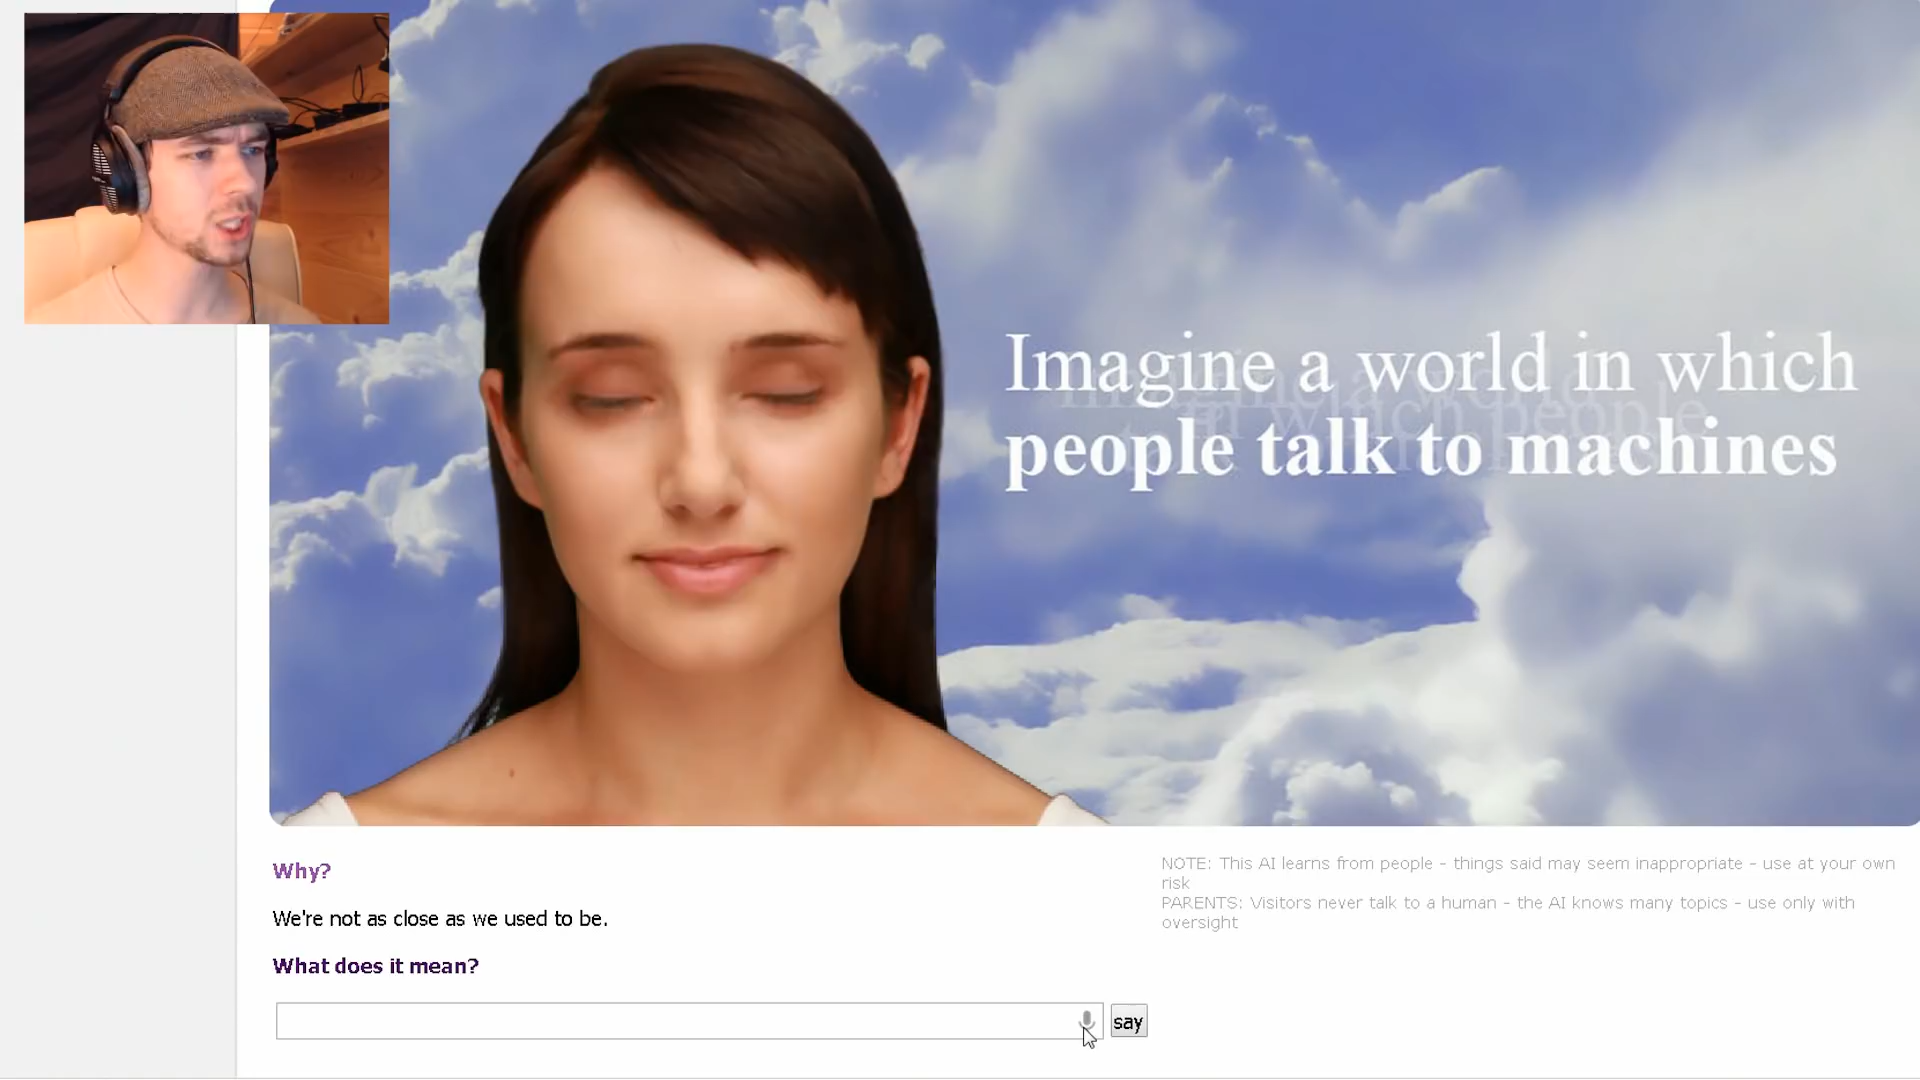 Imagine a world in which
people talk to machines
Why?
We're not as close as we used to be.
What does it mean?
say
NOTE: This AI learns from people - things said may seem inappropriate - use at your own
risk
PARENTS: Visitors never talk to a human - the AI knows many topics - use only with
oversight